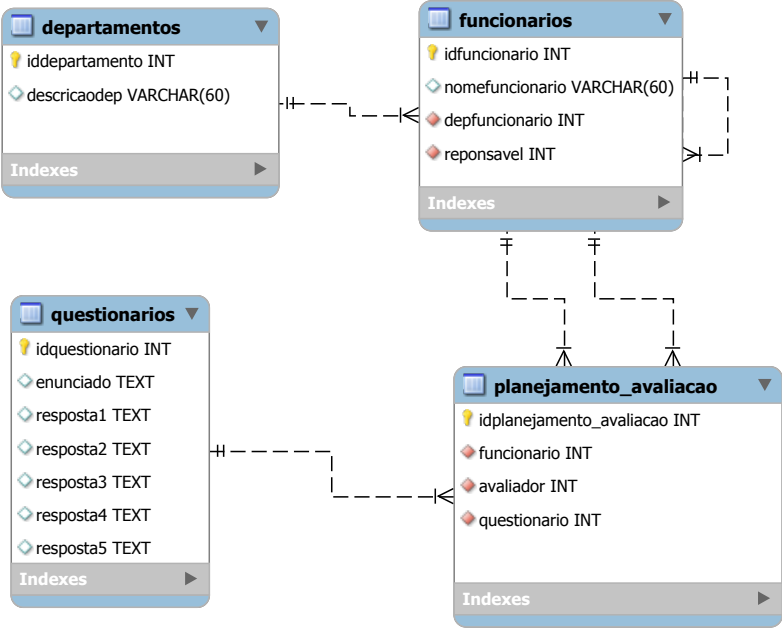 departamentos
iddepartamento INT
descricaodep VARCHAR(60)
Indexes
funcionarios
idfuncionario INT
nomefuncionario VARCHAR(60)
depfuncionario INT
reponsavel INT
Indexes
questionarios
idquestionario INT
enunciado TEXT
resposta1 TEXT
resposta2 TEXT
resposta3 TEXT
resposta4 TEXT
resposta5 TEXT
Indexes
planejamento_avaliacao
idplanejamento_avaliacao INT
funcionario INT
avaliador INT
questionario INT
Indexes